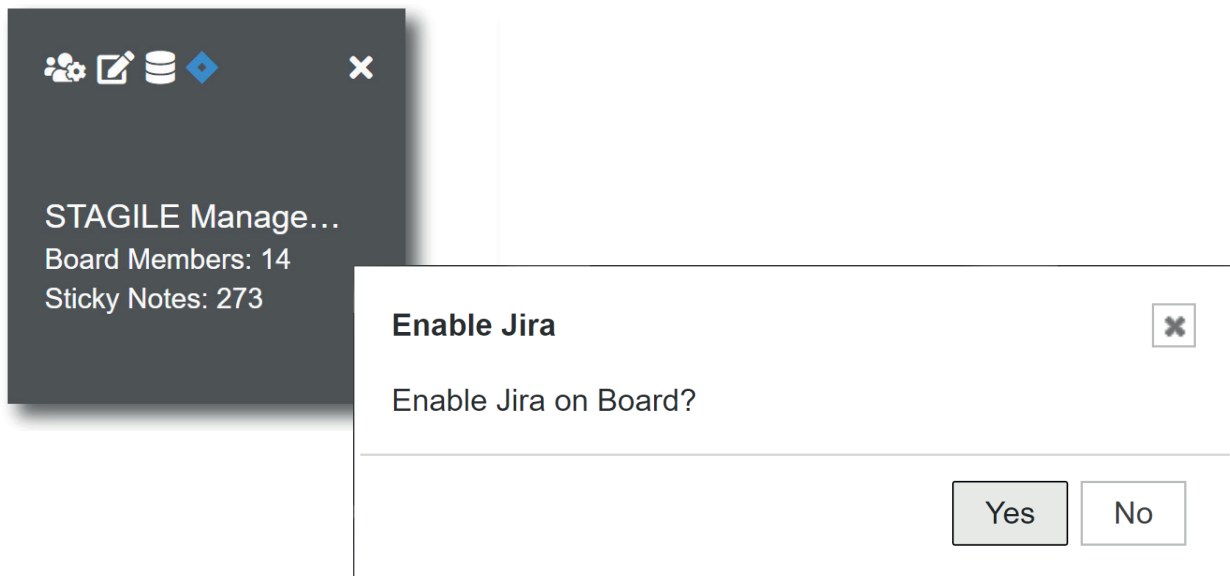 STAGILE Manage…
Board Members: 14
Sticky Notes: 273
Enable Jira
Enable Jira on Board?
Yes
No